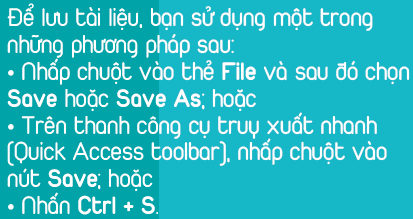 Để lưu tài liệu, bạn sử dụng một trong
những phương pháp sau:
• Nhấp chuột vào thẻ File và sau đó chọn
Save hoặc Save As; hoặc
• Trên thanh công cụ truy xuất nhanh
(Quick Access toolbar), nhấp chuột vào
nút Save; hoặc
• Nhấn Ctrl + S.